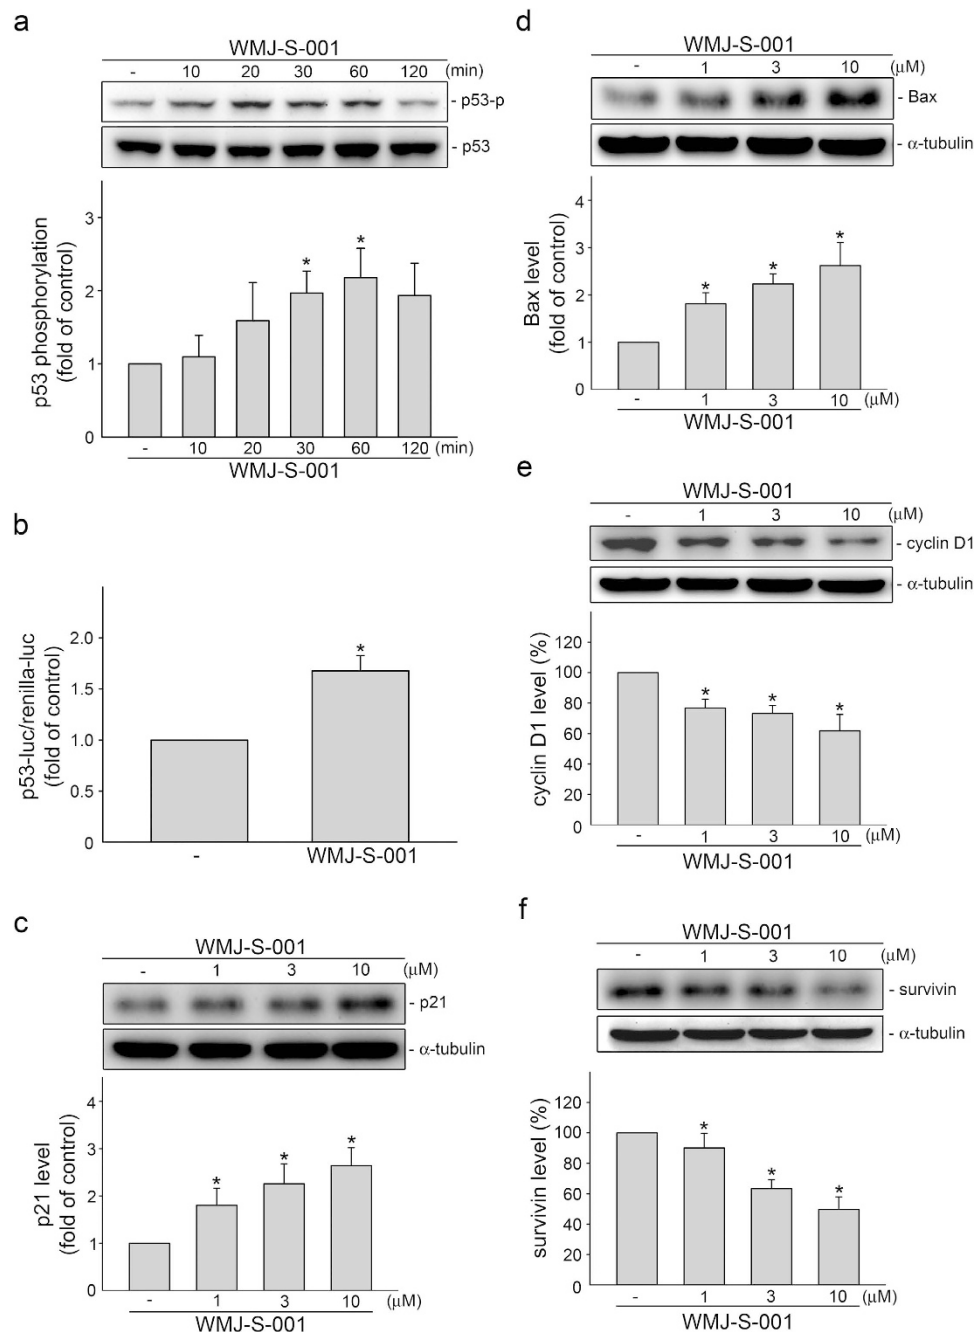 a
WMJ-S-001
- 10 20 30 60 120 (min)
- p53-p
- p53
p53 phosphorylation
(fold of control)
3
2
1
0
* *
- 10 20 30 60 120 (min)
WMJ-S-001
b
p53-luc/renilla-luc
(fold of control)
2.0
1.5
1.0
0.5
0
*
- WMJ-S-001
c
WMJ-S-001
- 1 3 10 (μM)
- p21
- α-tubulin
p21 level
(fold of control)
4
3
2
1
0
* * *
- 1 3 10 (μM)
WMJ-S-001
d
WMJ-S-001
- 1 3 10 (μM)
- Bax
- α-tubulin
Bax level
(fold of control)
4
3
2
1
0
* * *
- 1 3 10 (μM)
WMJ-S-001
e
WMJ-S-001
- 1 3 10 (μM)
- cyclin D1
- α-tubulin
cyclin D1 level (%)
120
100
80
60
40
20
0
* * *
- 1 3 10 (μM)
WMJ-S-001
f
WMJ-S-001
- 1 3 10 (μM)
- survivin
- α-tubulin
survivin level (%)
120
100
80
60
40
20
0
* * *
- 1 3 10 (μM)
WMJ-S-001